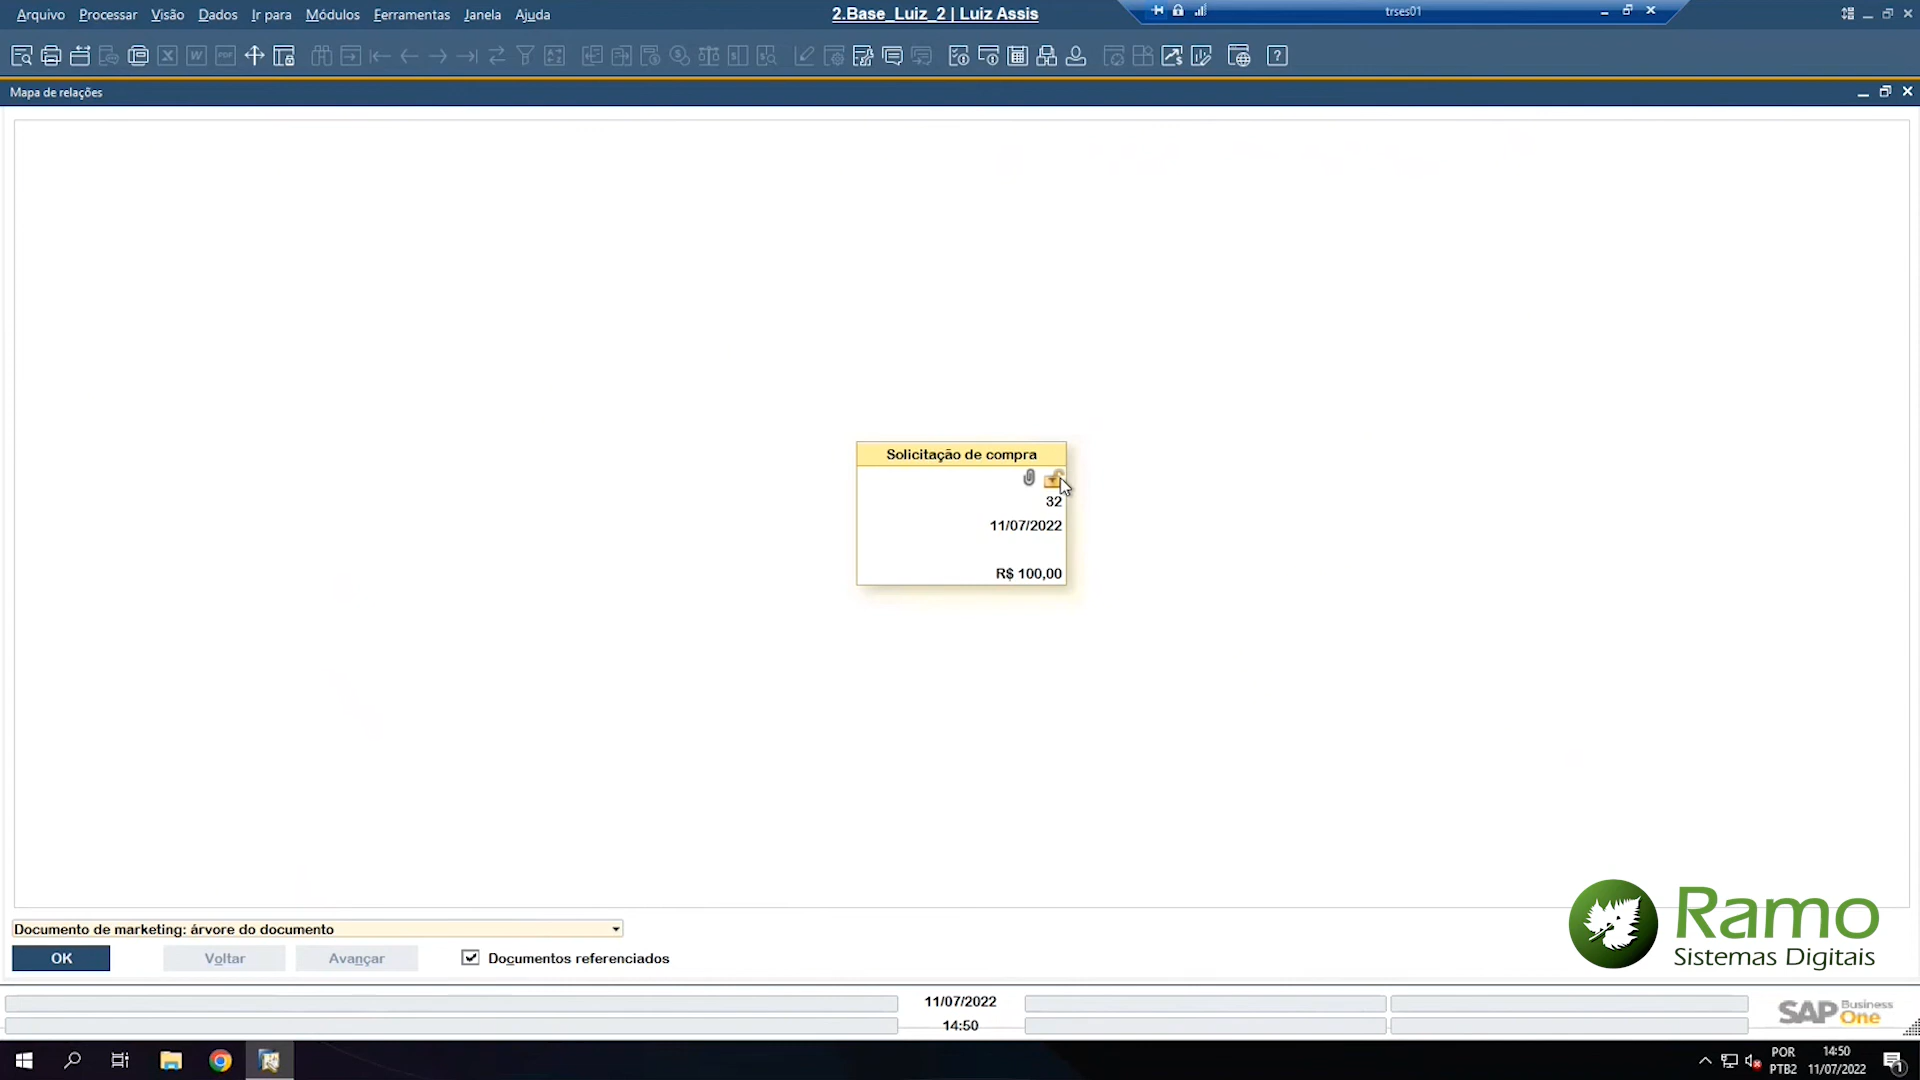 Arquivo Processar Visão Dados Ir para Módulos Ferramentas Janela Ajuda
2.Base_Luiz_2 | Luiz Assis
trses01
Mapa de relações
Solicitação de compra
32
11/07/2022
R$ 100,00
Documento de marketing: árvore do documento
OK
Voltar
Avançar
Documentos referenciados
Ramo
Sistemas Digitais
11/07/2022
14:50
SAP Business One
POR
PTB2
14:50
11/07/2022
1